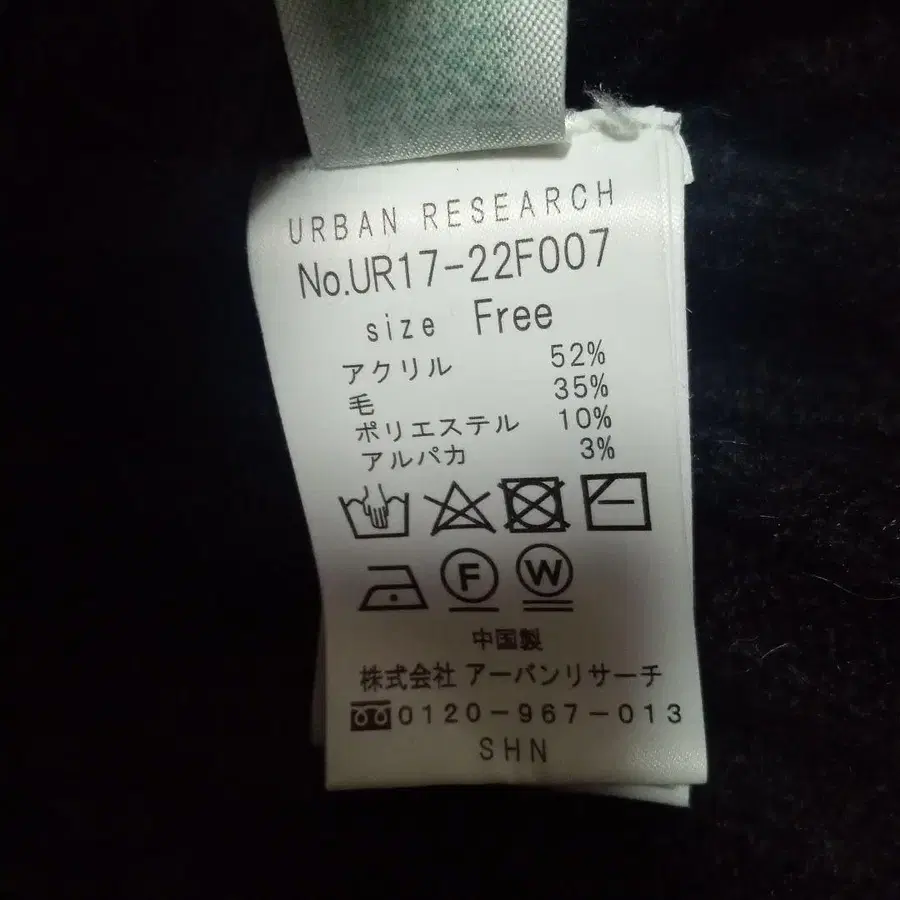 URBAN RESEARCH
No.UR17-22F007
size Free
アクリル 52%
毛 35%
ポリエステル 10%
アルパカ 3%
F W
中国製
株式会社 アーバンリサーチ
0120-967-013
SHN